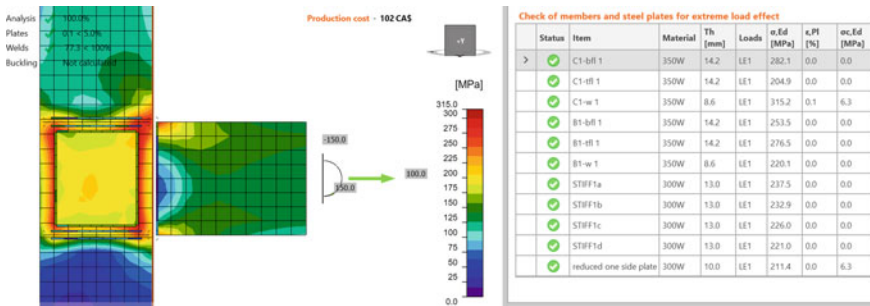 Analysis 100.0%
Plates 0.1 < 5.0%
Welds 77.3 < 100%
Buckling Not calculated
Production cost - 102 CA$
+Y
[MPa]
315.0
300
275
250
225
200
175
150
125
100
75
50
25
0.0
-150.0
150.0
100.0
Check of members and steel plates for extreme load effect
Status Item Material Th [mm] Loads σ,Ed [MPa] ε,Pl [%] σc,Ed [MPa]
> C1-bfl 1 350W 14.2 LE1 282.1 0.0 0.0
C1-tfl 1 350W 14.2 LE1 204.9 0.0 0.0
C1-w 1 350W 8.6 LE1 315.2 0.1 6.3
B1-bfl 1 350W 14.2 LE1 253.5 0.0 0.0
B1-tfl 1 350W 14.2 LE1 276.5 0.0 0.0
B1-w 1 350W 8.6 LE1 220.1 0.0 0.0
STIFF1a 300W 13.0 LE1 237.5 0.0 0.0
STIFF1b 300W 13.0 LE1 232.9 0.0 0.0
STIFF1c 300W 13.0 LE1 226.0 0.0 0.0
STIFF1d 300W 13.0 LE1 221.0 0.0 0.0
reduced one side plate 300W 10.0 LE1 211.4 0.0 6.3